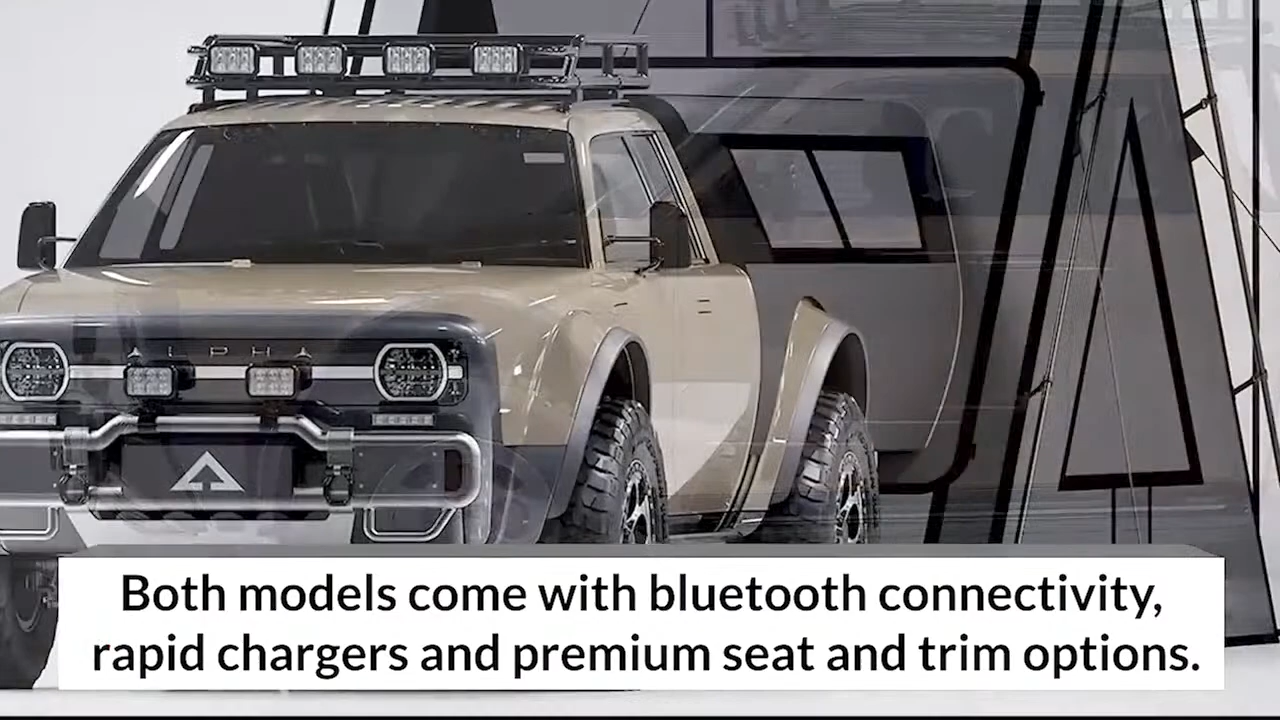 ALPHA
Both models come with bluetooth connectivity,
rapid chargers and premium seat and trim options.